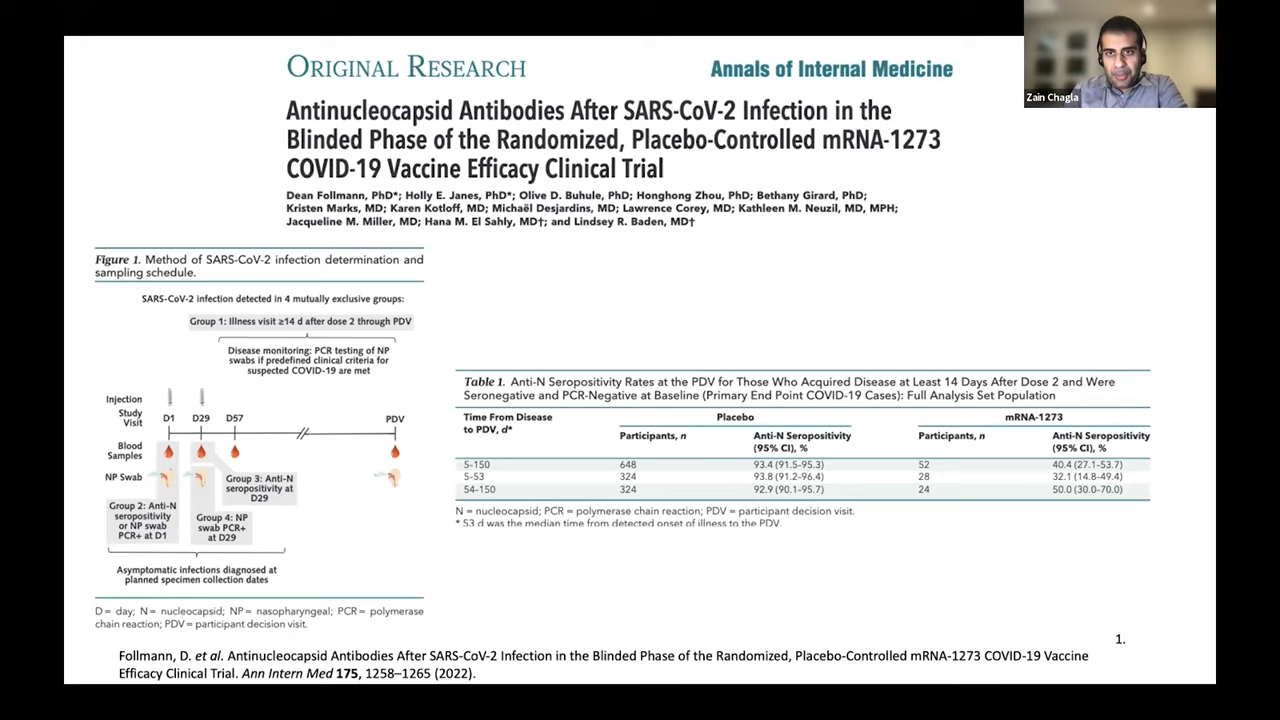 ORIGINAL RESEARCH
Annals of Internal Medicine
Zain Chagla
Antinucleocapsid Antibodies After SARS-CoV-2 Infection in the
Blinded Phase of the Randomized, Placebo-Controlled mRNA-1273
COVID-19 Vaccine Efficacy Clinical Trial
Dean Follmann, PhD*; Holly E. Janes, PhD*; Olive D. Buhule, PhD; Honghong Zhou, PhD; Bethany Girard, PhD;
Kristen Marks, MD; Karen Kotloff, MD; Michaël Desjardins, MD; Lawrence Corey, MD; Kathleen M. Neuzil, MD, MPH;
Jacqueline M. Miller, MD; Hana M. El Sahly, MD†; and Lindsey R. Baden, MD†
Figure 1. Method of SARS-CoV-2 infection determination and
sampling schedule.
SARS-CoV-2 infection detected in 4 mutually exclusive groups:
Group 1: Illness visit ≥14 d after dose 2 through PDV
Disease monitoring: PCR testing of NP
swabs if predefined clinical criteria for
suspected COVID-19 are met
Injection
Study
Visit
D1
D29
D57
PDV
Blood
Samples
NP Swab
Group 3: Anti-N
seropositivity at
D29
Group 2: Anti-N
seropositivity
or NP swab
PCR+ at D1
Group 4: NP
swab PCR+
at D29
Asymptomatic infections diagnosed at
planned specimen collection dates
D = day; N = nucleocapsid; NP = nasopharyngeal; PCR = polymerase
chain reaction; PDV = participant decision visit.
Table 1. Anti-N Seropositivity Rates at the PDV for Those Who Acquired Disease at Least 14 Days After Dose 2 and Were
Seronegative and PCR-Negative at Baseline (Primary End Point COVID-19 Cases): Full Analysis Set Population
Time From Disease
to PDV, d*
Placebo
mRNA-1273
Participants, n
Anti-N Seropositivity
(95% CI), %
Participants, n
Anti-N Seropositivity
(95% CI), %
5-150 648 93.4 (91.5-95.3) 52 40.4 (27.1-53.7)
5-53 324 93.8 (91.2-96.4) 28 32.1 (14.8-49.4)
54-150 324 92.9 (90.1-95.7) 24 50.0 (30.0-70.0)
N = nucleocapsid; PCR = polymerase chain reaction; PDV = participant decision visit.
* 53 d was the median time from detected onset of illness to the PDV.
1.
Follmann, D. et al. Antinucleocapsid Antibodies After SARS-CoV-2 Infection in the Blinded Phase of the Randomized, Placebo-Controlled mRNA-1273 COVID-19 Vaccine
Efficacy Clinical Trial. Ann Intern Med 175, 1258–1265 (2022).